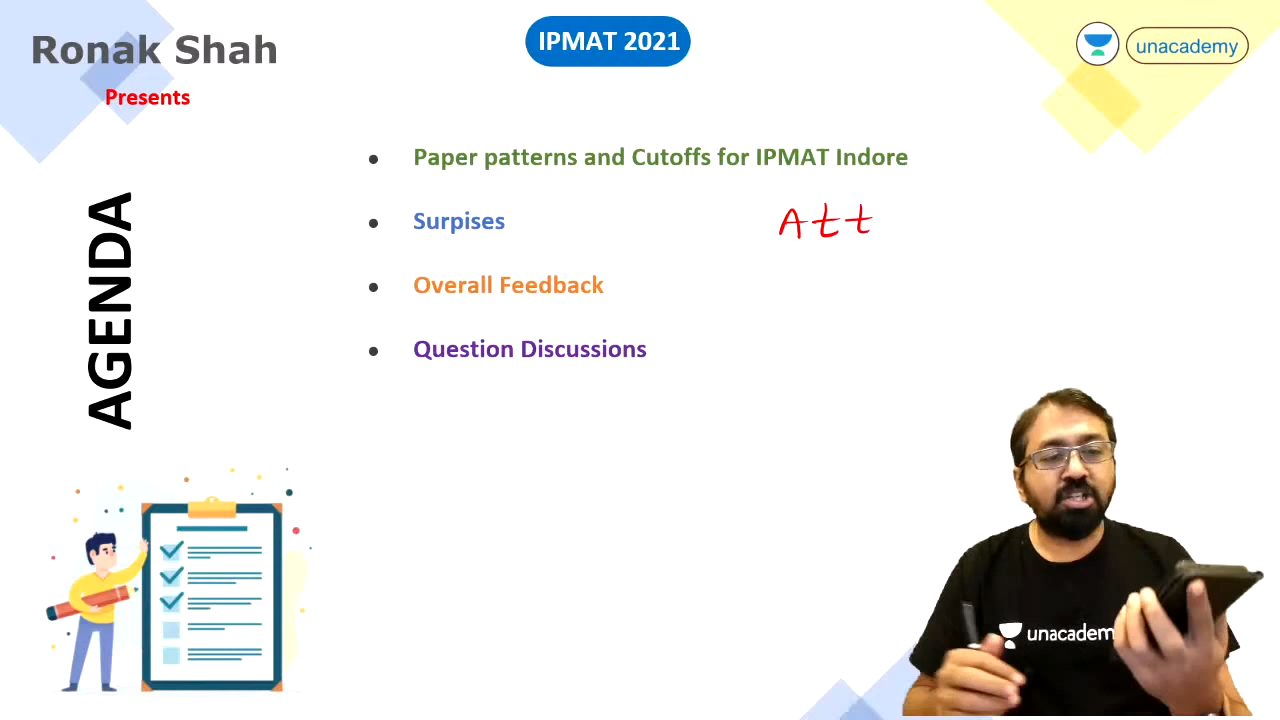 Ronak Shah
Presents
IPMAT 2021
unacademy
AGENDA
• Paper patterns and Cutoffs for IPMAT Indore
• Surpises
Att
• Overall Feedback
• Question Discussions
unacadem